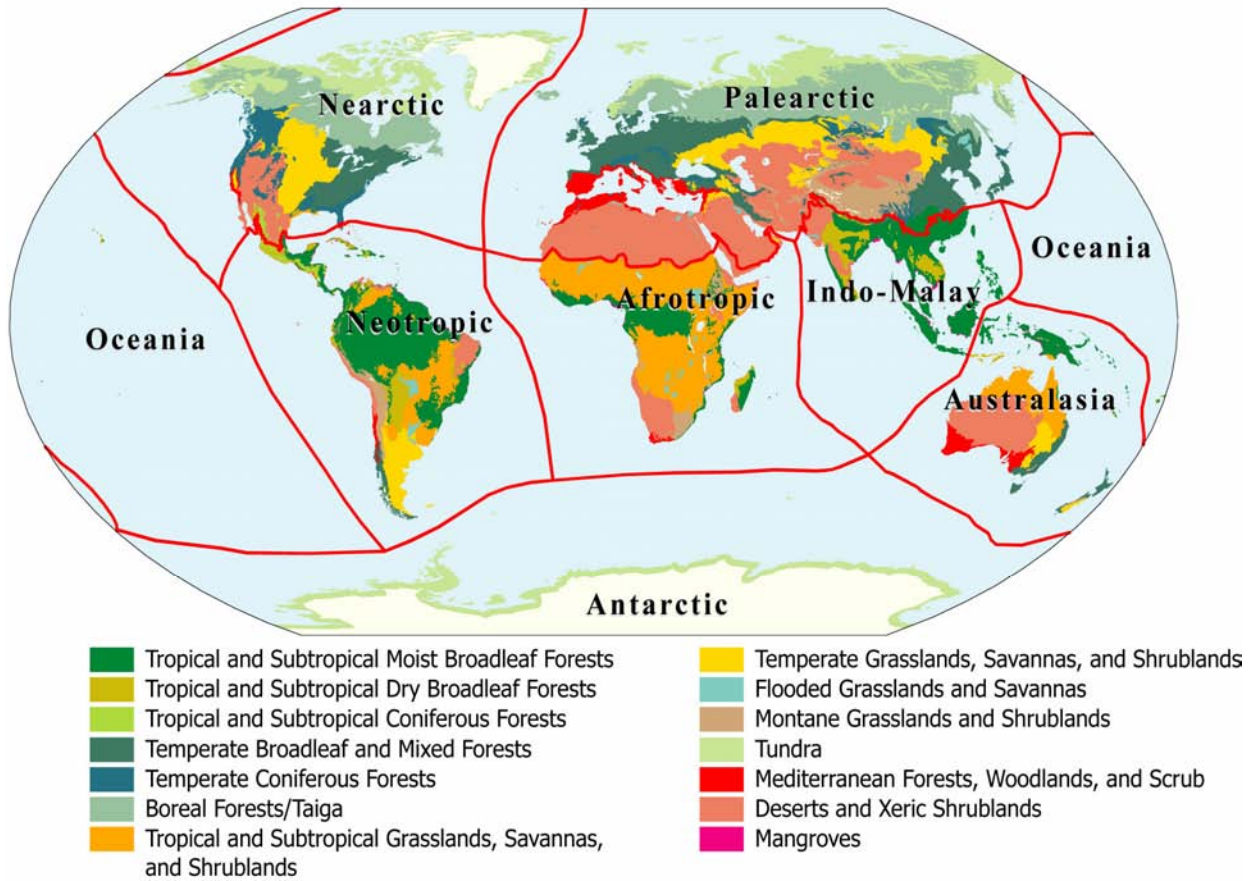 Nearctic
Palearctic
Oceania
Oceania
Neotropic
Afrotropic
Indo-Malay
Australasia
Antarctic
Tropical and Subtropical Moist Broadleaf Forests
Tropical and Subtropical Dry Broadleaf Forests
Tropical and Subtropical Coniferous Forests
Temperate Broadleaf and Mixed Forests
Temperate Coniferous Forests
Boreal Forests/Taiga
Tropical and Subtropical Grasslands, Savannas,
and Shrublands
Temperate Grasslands, Savannas, and Shrublands
Flooded Grasslands and Savannas
Montane Grasslands and Shrublands
Tundra
Mediterranean Forests, Woodlands, and Scrub
Deserts and Xeric Shrublands
Mangroves